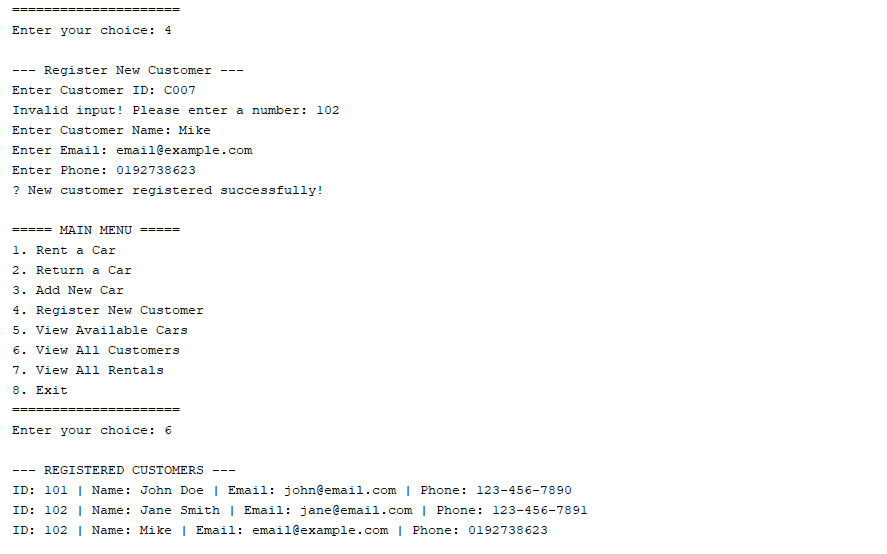 =====================
Enter your choice: 4
--- Register New Customer ---
Enter Customer ID: C007
Invalid input! Please enter a number: 102
Enter Customer Name: Mike
Enter Email: email@example.com
Enter Phone: 0192738623
? New customer registered successfully!
===== MAIN MENU =====
1. Rent a Car
2. Return a Car
3. Add New Car
4. Register New Customer
5. View Available Cars
6. View All Customers
7. View All Rentals
8. Exit
=====================
Enter your choice: 6
--- REGISTERED CUSTOMERS ---
ID: 101 | Name: John Doe | Email: john@email.com | Phone: 123-456-7890
ID: 102 | Name: Jane Smith | Email: jane@email.com | Phone: 123-456-7891
ID: 102 | Name: Mike | Email: email@example.com | Phone: 0192738623